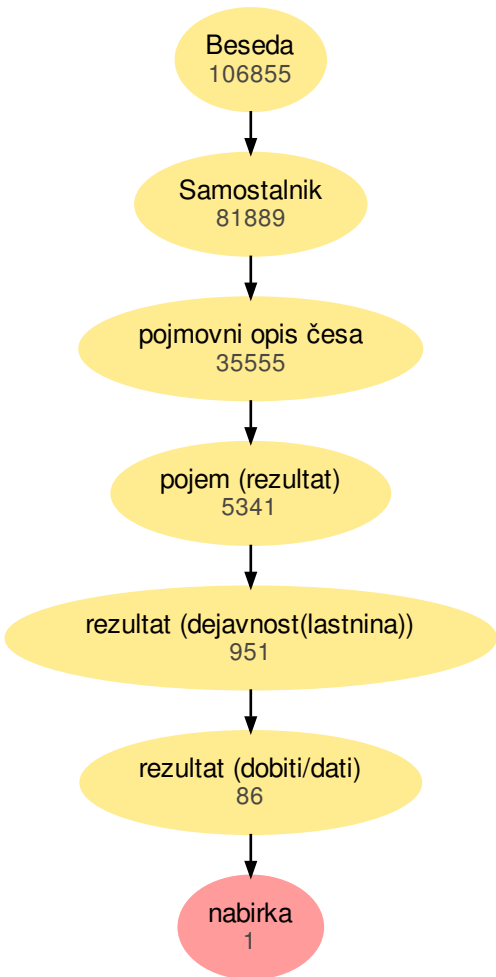 Beseda
106855
Samostalnik
81889
pojmovni opis česa
35555
pojem (rezultat)
5341
rezultat (dejavnost(lastnina))
951
rezultat (dobiti/dati)
86
nabirka
1